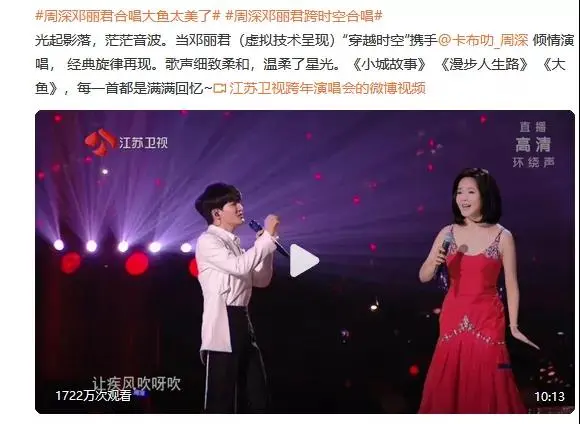 #周深邓丽君合唱大鱼太美了# #周深邓丽君跨时空合唱#
光起影落，茫茫音波。当邓丽君（虚拟技术呈现）“穿越时空”携手@卡布叻_周深 倾情演
唱， 经典旋律再现。歌声细致柔和，温柔了星光。《小城故事》 《漫步人生路》 《大
鱼》，每一首都是满满回忆~江苏卫视跨年演唱会的微博视频
江苏卫视
直播
高清
环绕声
让疾风吹呀吹
1722万次观看
10:13